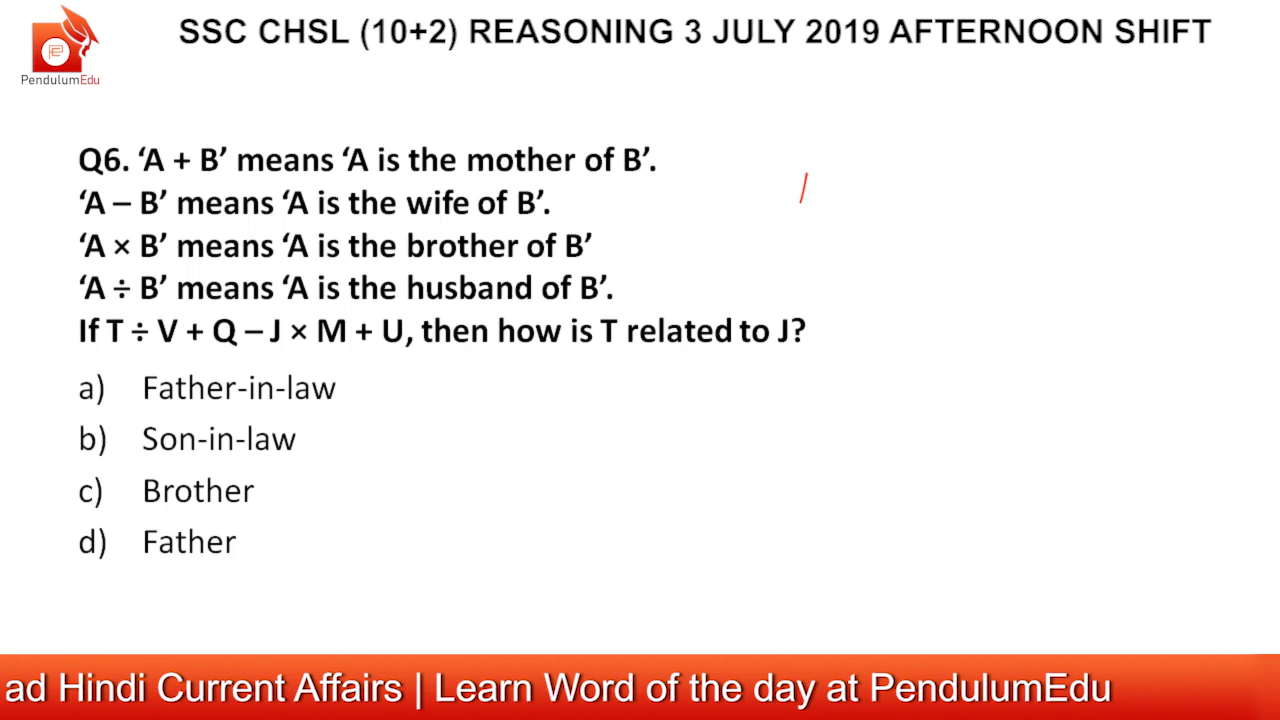 SSC CHSL (10+2) REASONING 3 JULY 2019 AFTERNOON SHIFT
PendulumEdu
Q6. ‘A + B’ means ‘A is the mother of B’.
‘A – B’ means ‘A is the wife of B’.
‘A × B’ means ‘A is the brother of B’
‘A ÷ B’ means ‘A is the husband of B’.
If T ÷ V + Q – J × M + U, then how is T related to J?
a) Father-in-law
b) Son-in-law
c) Brother
d) Father
ad Hindi Current Affairs | Learn Word of the day at PendulumEdu